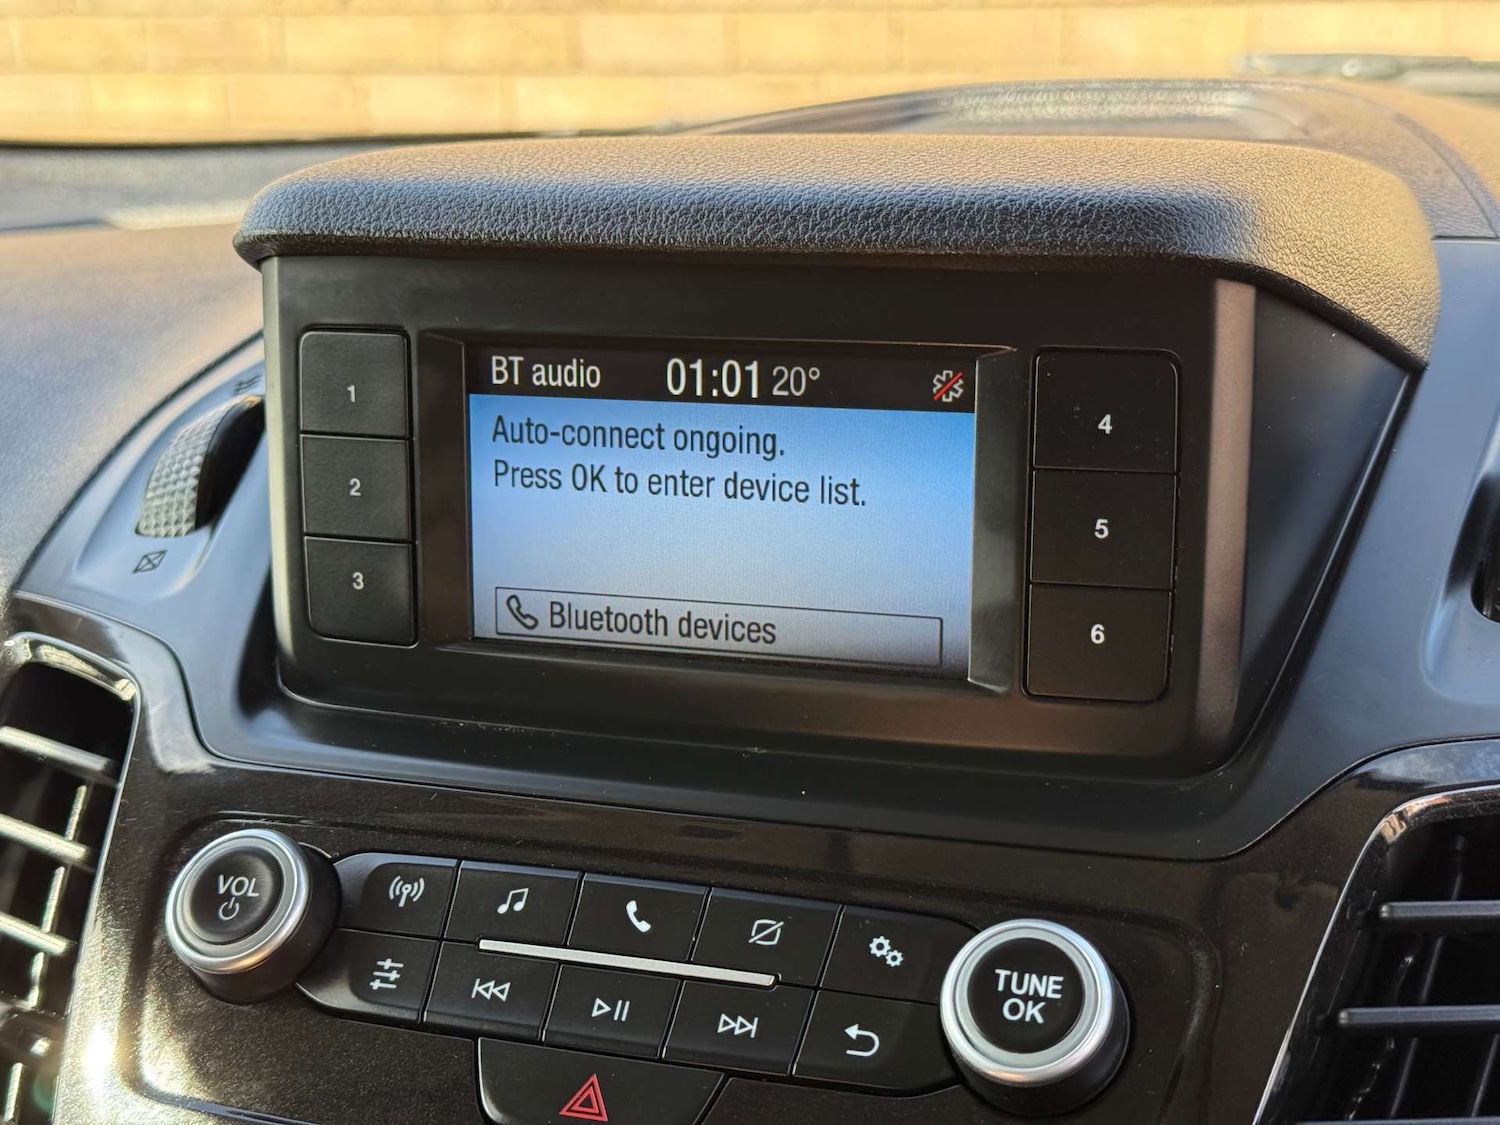 BT audio 01:01 20°
Auto-connect ongoing.
Press OK to enter device list.
Bluetooth devices
1
2
3
4
5
6
VOL
TUNE
OK